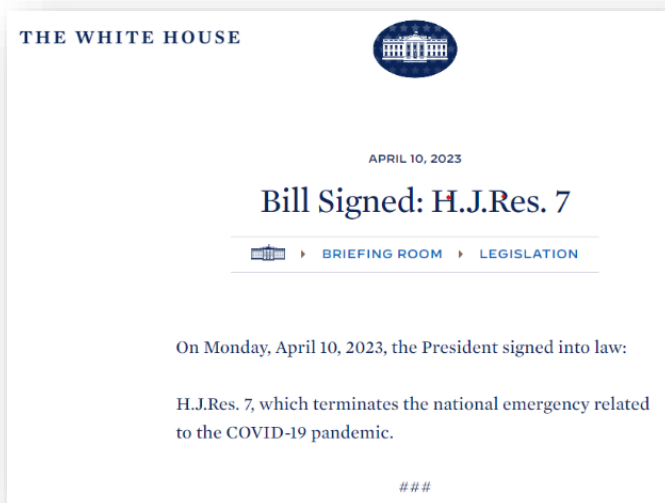 THE WHITE HOUSE
APRIL 10, 2023
Bill Signed: H.J.Res. 7
BRIEFING ROOM LEGISLATION
On Monday, April 10, 2023, the President signed into law:
H.J.Res. 7, which terminates the national emergency related
to the COVID-19 pandemic.
###